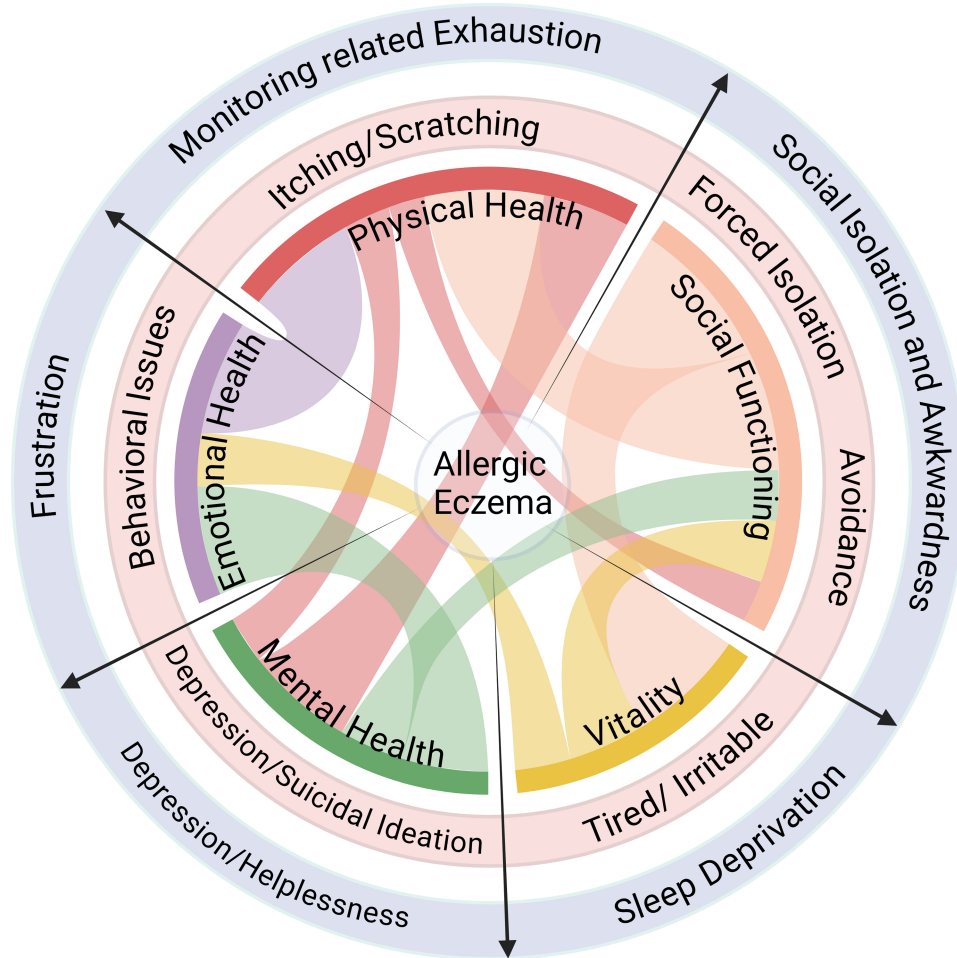 Monitoring related Exhaustion
Social Isolation and Awkwardness
Sleep Deprivation
Depression/Helplessness
Frustration
Itching/Scratching
Forced Isolation
Avoidance
Tired/ Irritable
Depression/Suicidal Ideation
Behavioral Issues
Physical Health
Social Functioning
Vitality
Mental Health
Emotional Health
Allergic
Eczema